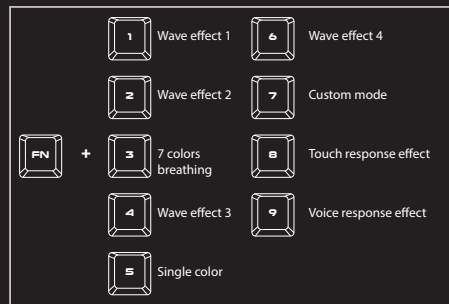 1 Wave effect 1
6 Wave effect 4
2 Wave effect 2
7 Custom mode
FN + 3 7 colors
breathing
8 Touch response effect
4 Wave effect 3
9 Voice response effect
5 Single color